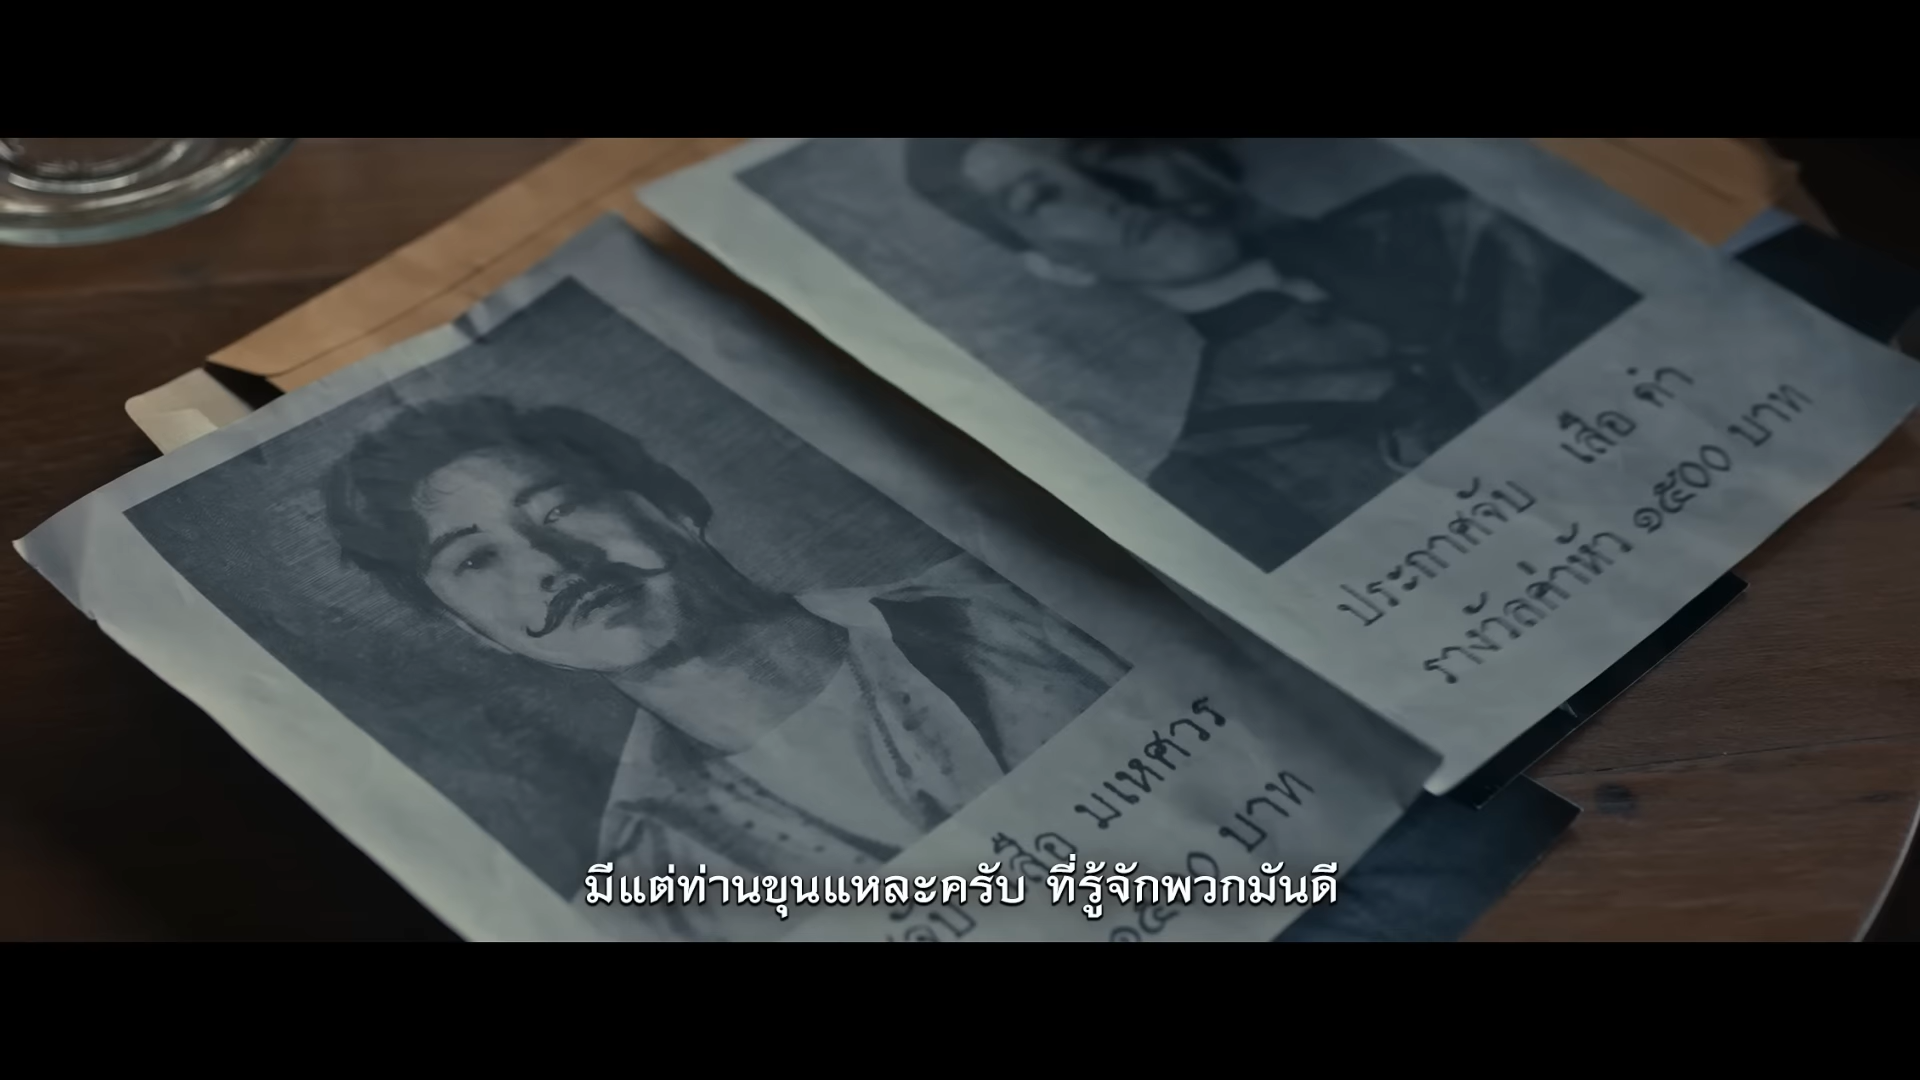 ประกาศจับ เสือ ดำ
รางวัลค่าหัว ๑๕๐๐ บาท
เสือ มเหศวร
บาท
มีแต่ท่านขุนแหละครับ ที่รู้จักพวกมันดี